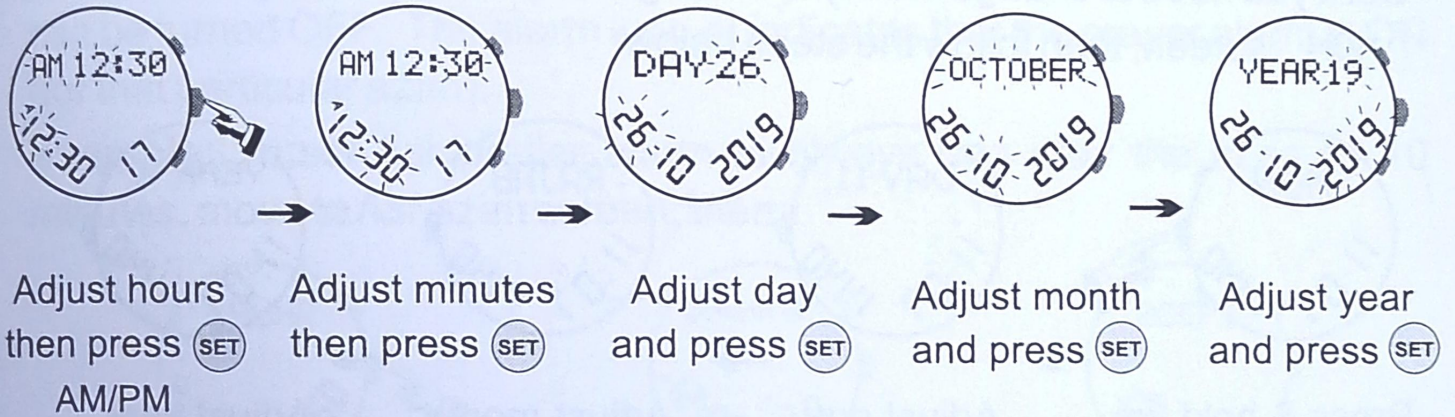 AM 12:30
A12:30 17
AM 12:30
A12:30 17
DAY 26
26 10 2019
OCTOBER
26 10 2019
YEAR 19
26 10 2019
Adjust hours
then press SET
AM/PM
Adjust minutes
then press SET
Adjust day
and press SET
Adjust month
and press SET
Adjust year
and press SET